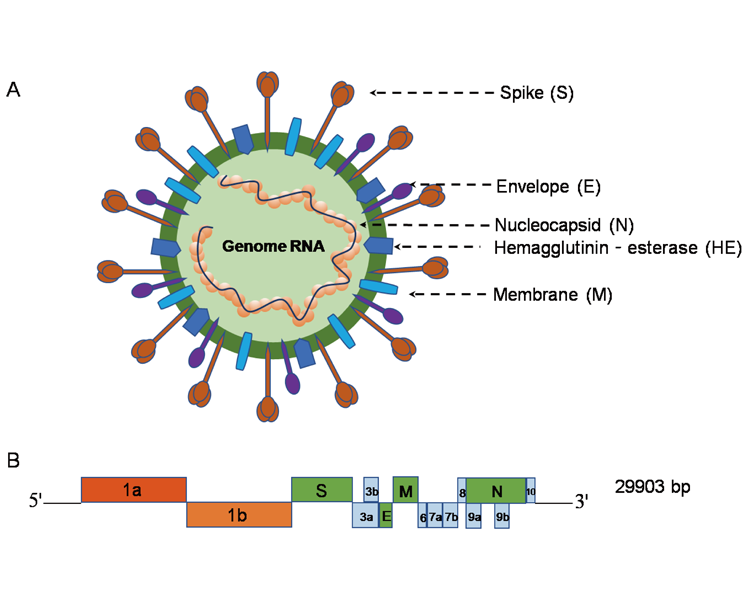 A
Spike (S)
Envelope (E)
Nucleocapsid (N)
Genome RNA
Hemagglutinin - esterase (HE)
Membrane (M)
B
5' 1a S 3b M 8 N 10 3' 29903 bp
1b 3a E 6 7a 7b 9a 9b